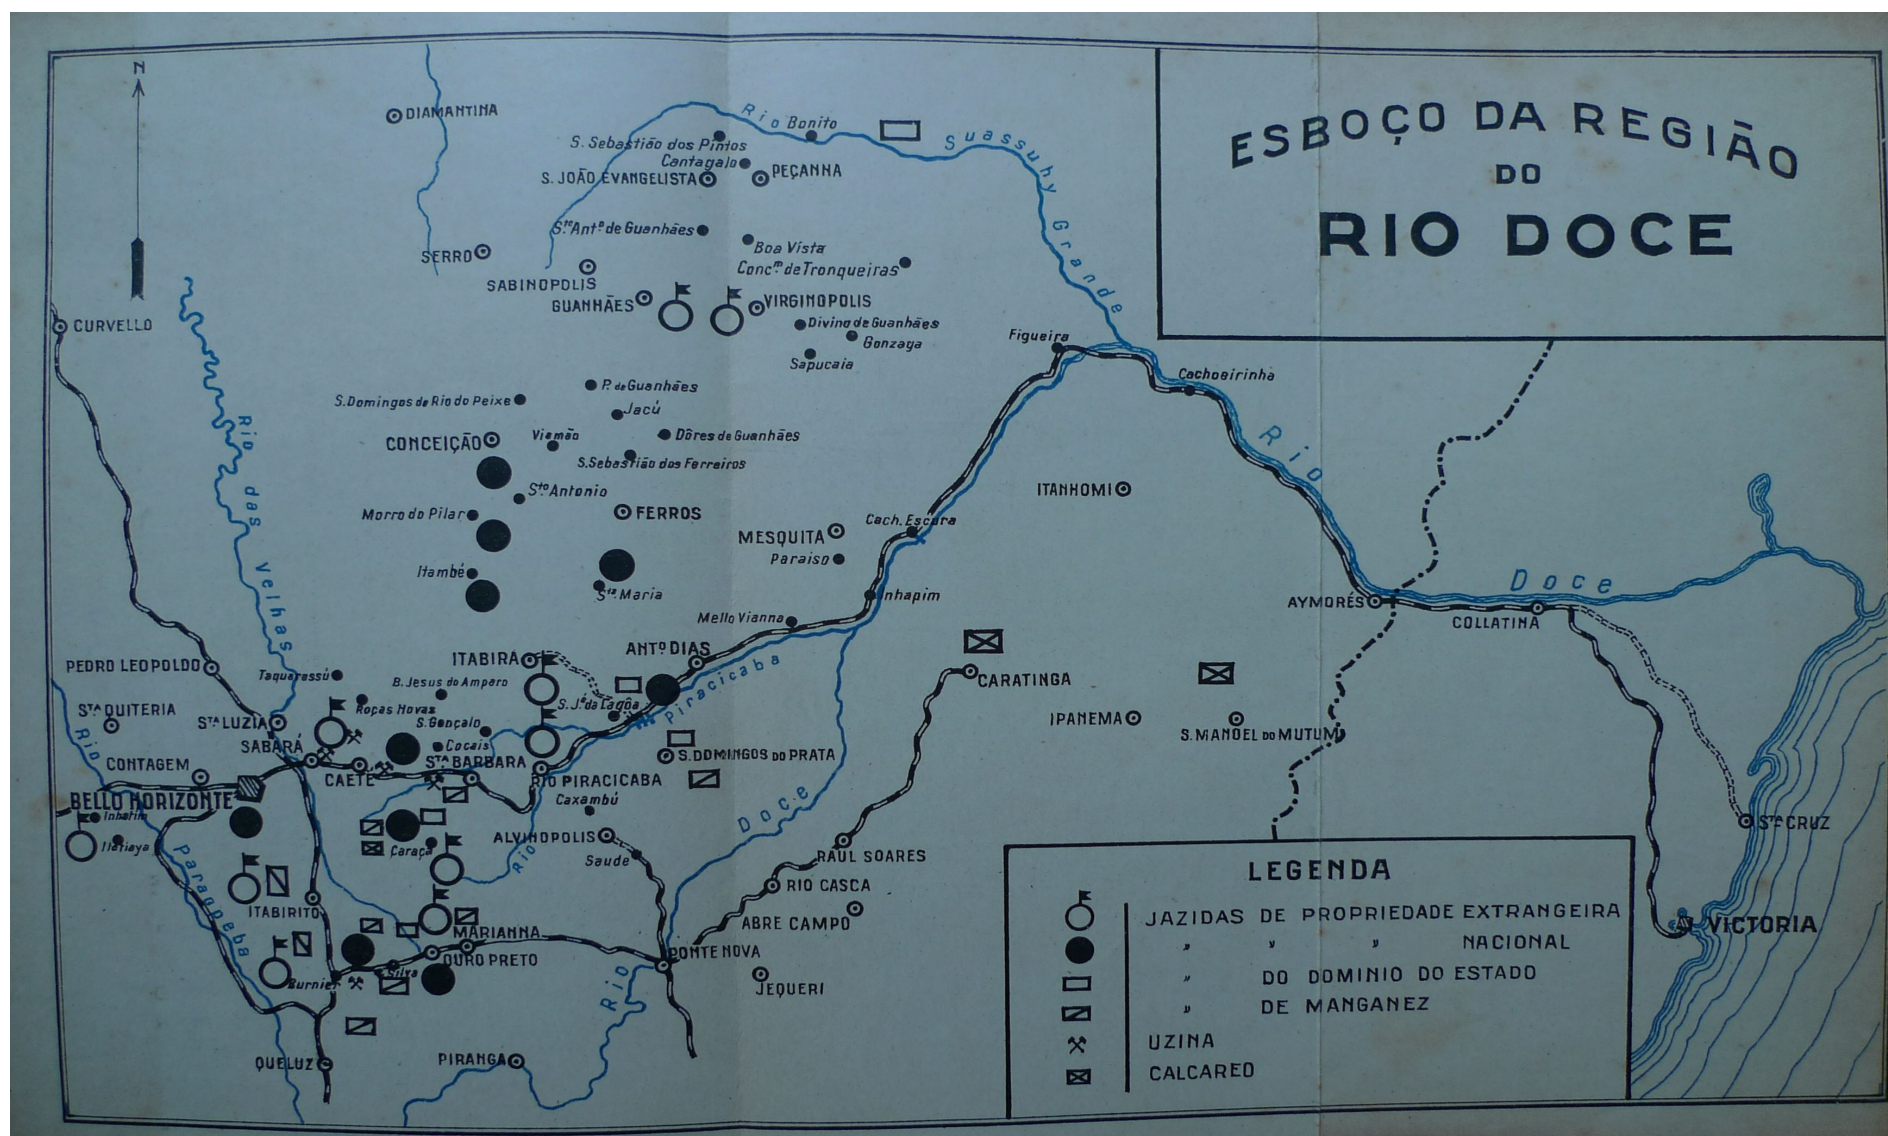 ESBOÇO DA REGIÃO
DO
RIO DOCE
N
DIAMANTINA
Rio Bonito
S. Sebastião dos Pintos
Cantagalo
S. JOÃO EVANGELISTA
PEÇANHA
Suassuhy Grande
Sto Anto de Guanhães
Boa Vista
Concm de Tronqueiras
SERRO
SABINOPOLIS
GUANHÃES
VIRGINOPOLIS
Divino de Guanhães
Gonzaga
Sapucaia
CURVELLO
Figueira
Cachoeirinha
P. de Guanhães
S. Domingos do Rio do Peixe
Jacú
CONCEIÇÃO
Viamão
Dôres de Guanhães
S. Sebastião dos Ferreiros
Rio das Velhas
Sto Antonio
Morro do Pilar
FERROS
ITANHOMI
Rio
Cach. Escura
MESQUITA
Paraiso
Itambé
Sta Maria
Inhapim
Doce
AYMORÉS
COLLATINA
Mello Vianna
ANTo DIAS
ITABIRA
PEDRO LEOPOLDO
Taquarassú
B. Jesus do Amparo
Piracicaba
CARATINGA
STA QUITERIA
STA LUZIA
Roças Novas
S. Gonçalo
S. Jé da Lagôa
IPANEMA
S. MANOEL DO MUTUM
SABARÁ
Cocais
CONTAGEM
CAETÉ
STA BARBARA
S. DOMINGOS DO PRATA
RIO PIRACICABA
BELLO HORIZONTE
Caxambú
Rio
Doce
STA CRUZ
Itatiaya
Caraça
ALVINOPOLIS
Saude
Rio
RAUL SOARES
RIO CASCA
ABRE CAMPO
Paraopeba
ITABIRITO
MARIANNA
OURO PRETO
PONTE NOVA
JEQUERI
Burnier
Silva
Rio
VICTORIA
QUELUZ
PIRANGA
LEGENDA
JAZIDAS DE PROPRIEDADE EXTRANGEIRA
" " " NACIONAL
" DO DOMINIO DO ESTADO
" DE MANGANEZ
UZINA
CALCAREO